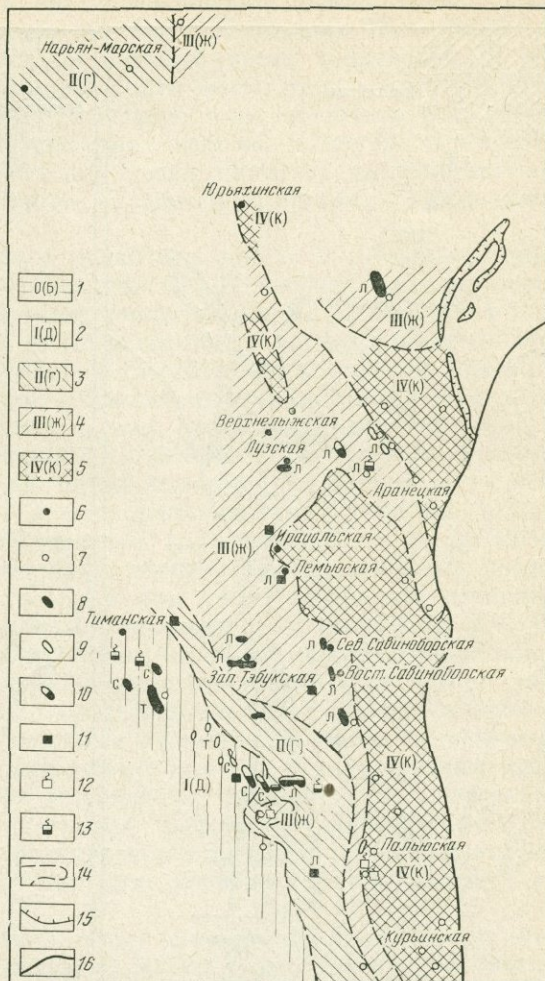 Нарьян-Марская
III(Ж)
II(Г)
Юрьяхинская
IV(К)
Л
III(Ж)
IV(К)
IV(К)
Верхнелыжская
Лузская
Л
Л
Л
Аранецкая
III(Ж)
Ираиольская
Лемьюская
Л
Тиманская
Л
Л
Сев. Савиноборская
Зап. Тэбукская
Вост. Савиноборская
Л
Л
Л
С
С
Т
Т
II(Г)
I(Д)
С
С
С
Л
III(Ж)
IV(К)
Пальюская
IV(К)
Л
Курьинская
0(Б) 1
I(Д) 2
II(Г) 3
III(Ж) 4
IV(К) 5
6
7
8
9
10
11
12
13
14
15
16